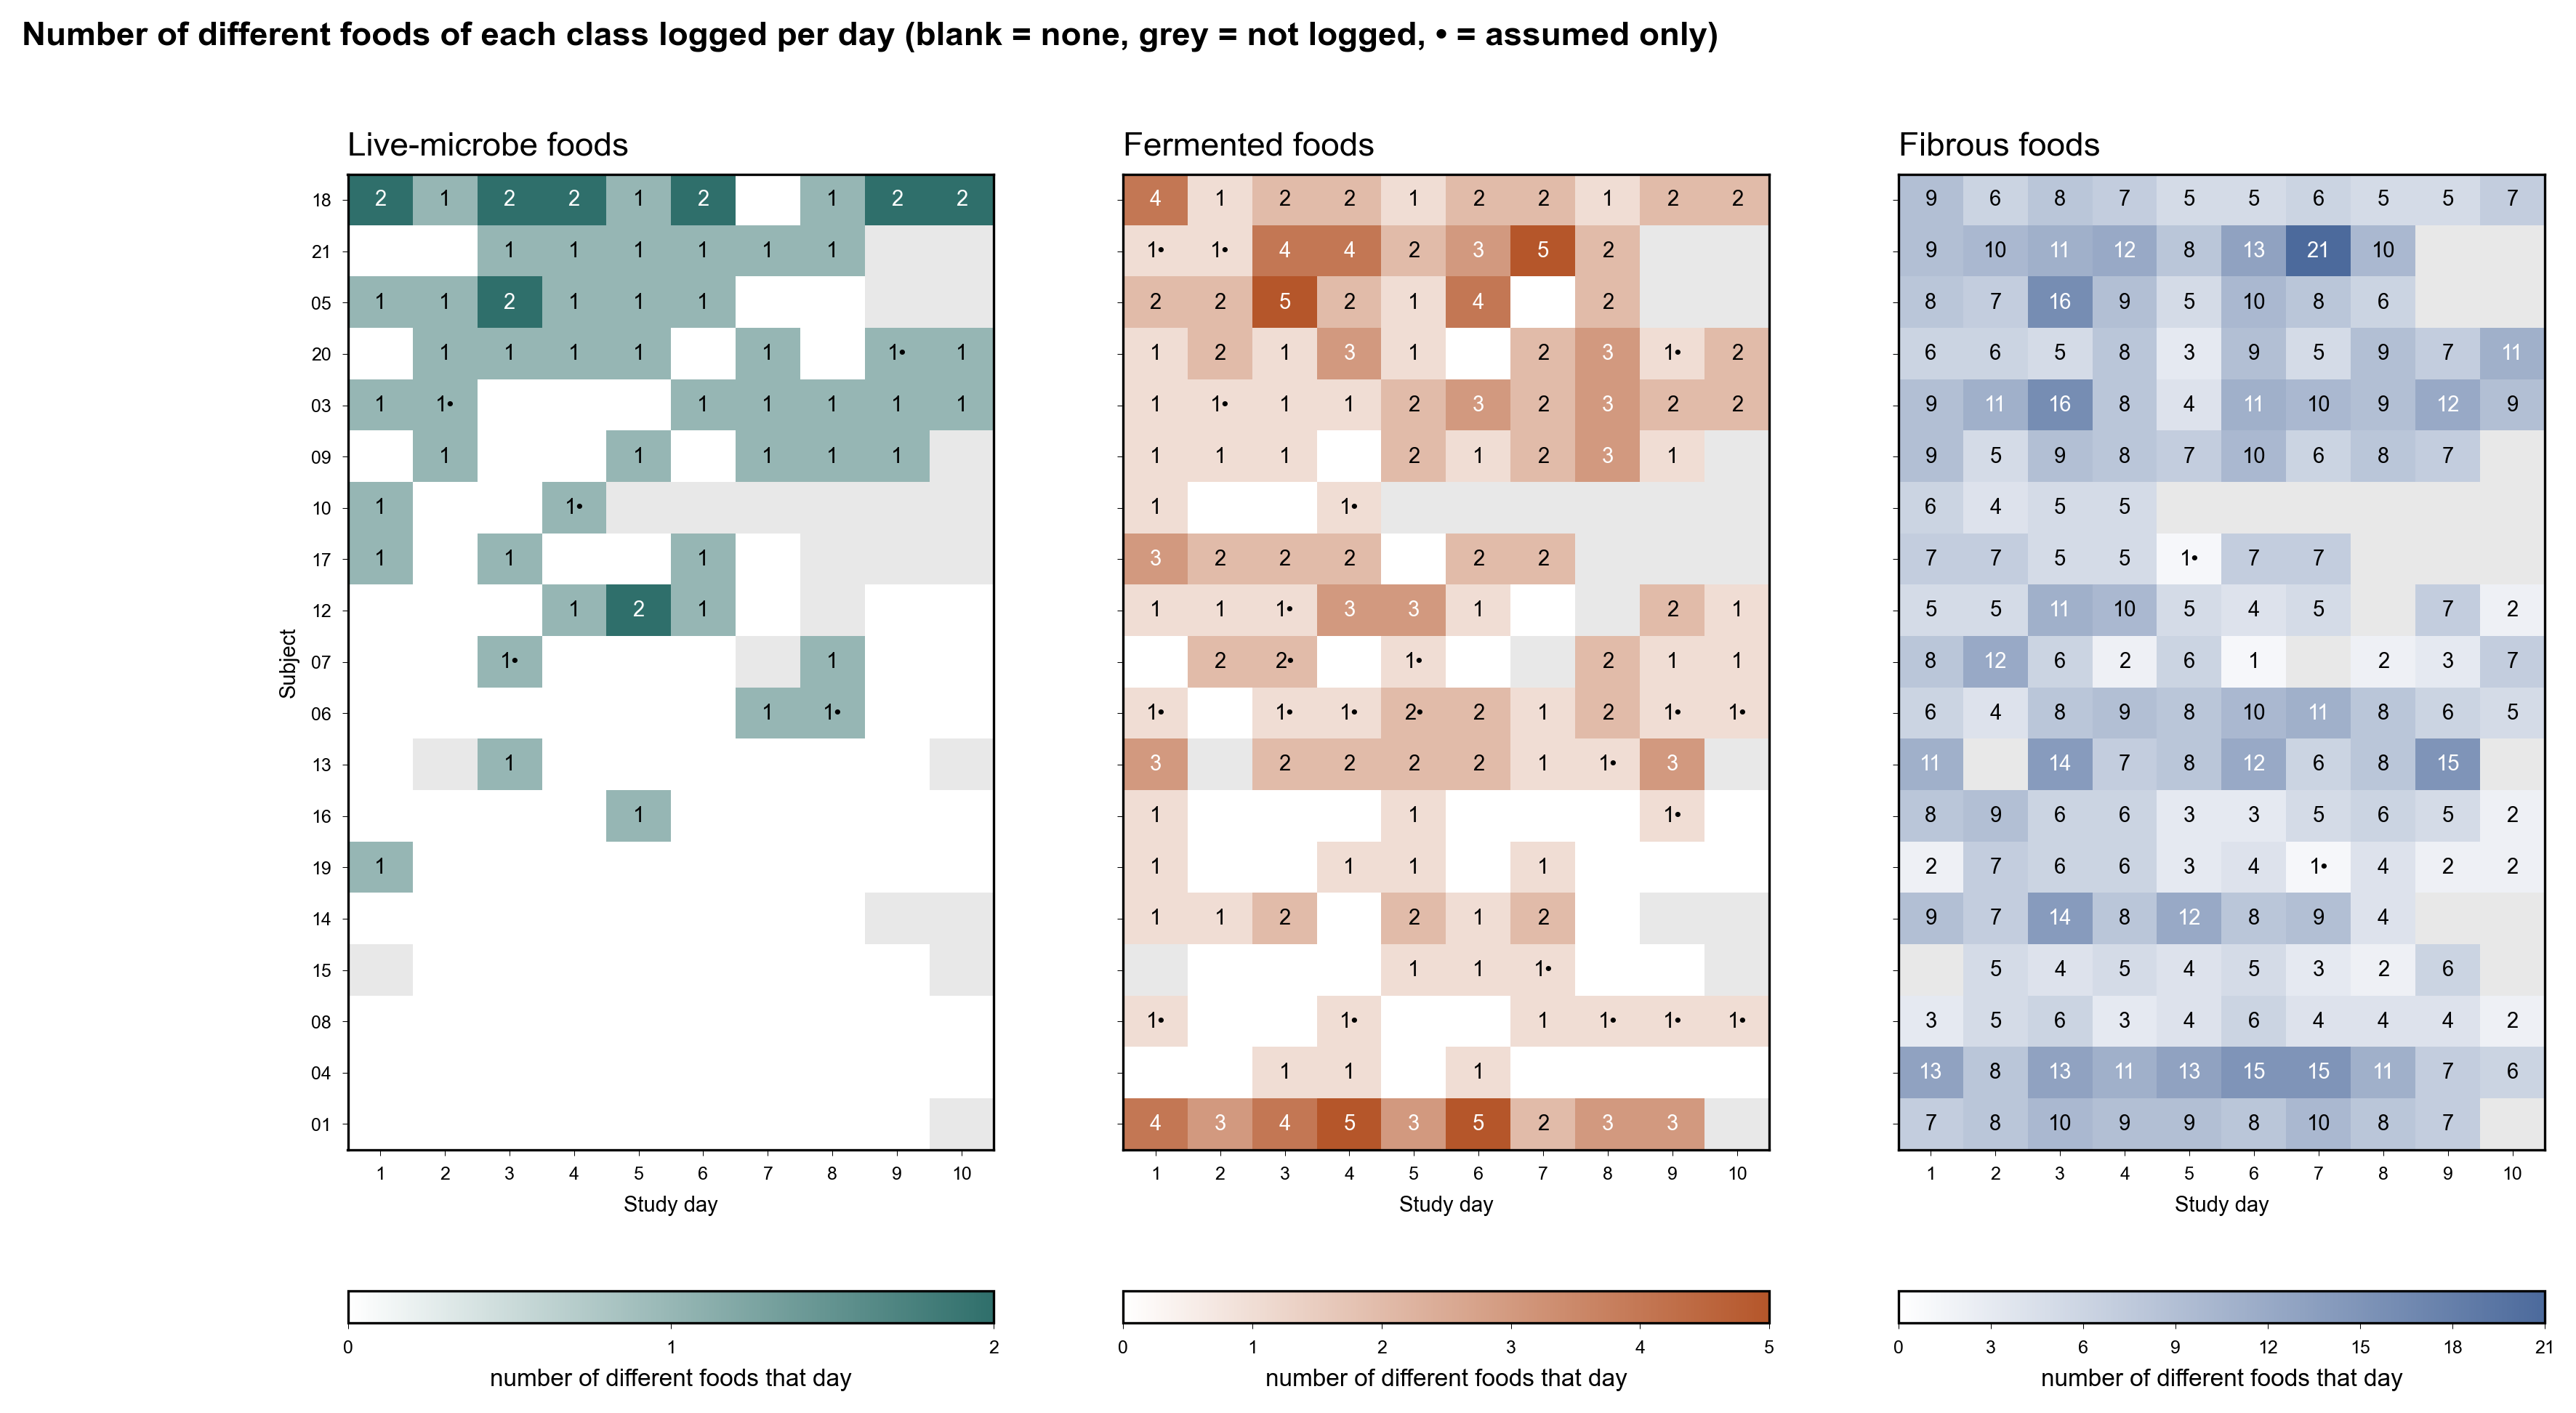 Number of different foods of each class logged per day (blank = none, grey = not logged, • = assumed only)
Live-microbe foods
Fermented foods
Fibrous foods
18 2 1 2 2 1 2 1 2 2 4 1 2 2 1 2 2 1 2 2 9 6 8 7 5 5 6 5 5 7
21 1 1 1 1 1 1 1• 1• 4 4 2 3 5 2 9 10 11 12 8 13 21 10
05 1 1 2 1 1 1 2 2 5 2 1 4 2 8 7 16 9 5 10 8 6
20 1 1 1 1 1 1• 1 1 2 1 3 1 2 3 1• 2 6 6 5 8 3 9 5 9 7 11
03 1 1• 1 1 1 1 1 1 1• 1 1 2 3 2 3 2 2 9 11 16 8 4 11 10 9 12 9
09 1 1 1 1 1 1 1 1 2 1 2 3 1 9 5 9 8 7 10 6 8 7
10 1 1• 1 1• 6 4 5 5
17 1 1 1 3 2 2 2 2 2 7 7 5 5 1• 7 7
12 1 2 1 1 1 1• 3 3 1 2 1 5 5 11 10 5 4 5 7 2
Subject
07 1• 1 2 2• 1• 2 1 1 8 12 6 2 6 1 2 3 7
06 1 1• 1• 1• 1• 2• 2 1 2 1• 1• 6 4 8 9 8 10 11 8 6 5
13 1 3 2 2 2 2 1 1• 3 11 14 7 8 12 6 8 15
16 1 1 1 1• 8 9 6 6 3 3 5 6 5 2
19 1 1 1 1 1 2 7 6 6 3 4 1• 4 2 2
14 1 1 2 2 1 2 9 7 14 8 12 8 9 4
15 1 1 1• 5 4 5 4 5 3 2 6
08 1• 1• 1 1• 1• 1• 3 5 6 3 4 6 4 4 4 2
04 1 1 1 13 8 13 11 13 15 15 11 7 6
01 4 3 4 5 3 5 2 3 3 7 8 10 9 9 8 10 8 7
1 2 3 4 5 6 7 8 9 10 1 2 3 4 5 6 7 8 9 10 1 2 3 4 5 6 7 8 9 10
Study day Study day Study day
0 1 2 0 1 2 3 4 5 0 3 6 9 12 15 18 21
number of different foods that day number of different foods that day number of different foods that day